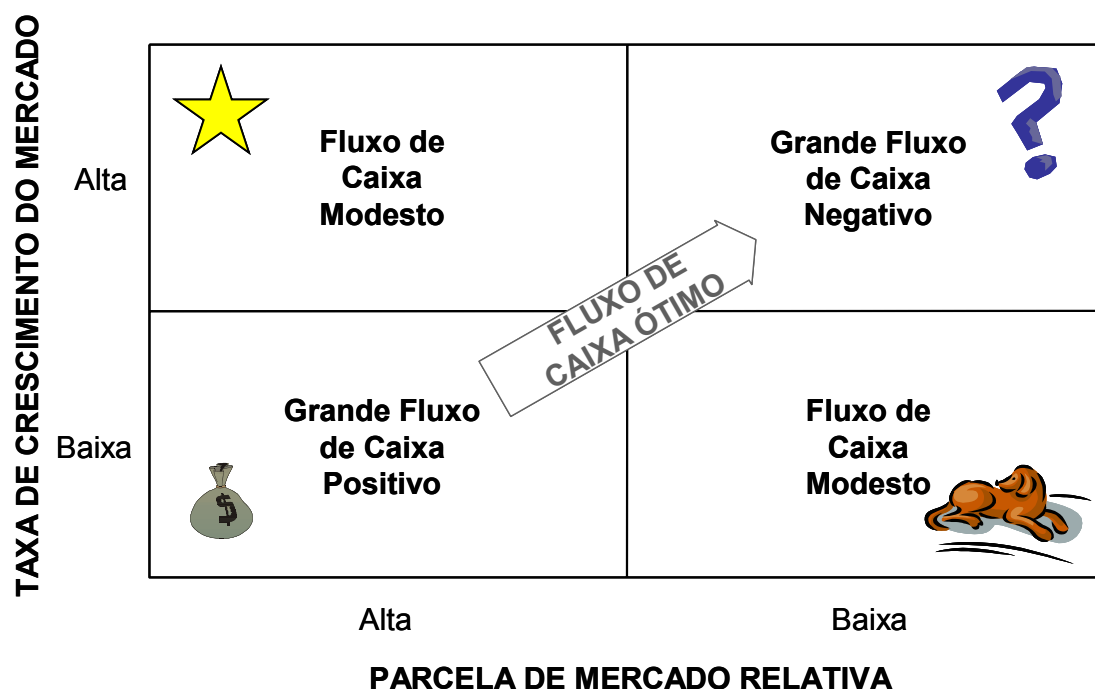 TAXA DE CRESCIMENTO DO MERCADO
Alta
Fluxo de
Caixa
Modesto
Grande Fluxo
de Caixa
Negativo
FLUXO DE
CAIXA ÓTIMO
Baixa
Grande Fluxo
de Caixa
Positivo
$
Fluxo de
Caixa
Modesto
Alta
Baixa
PARCELA DE MERCADO RELATIVA